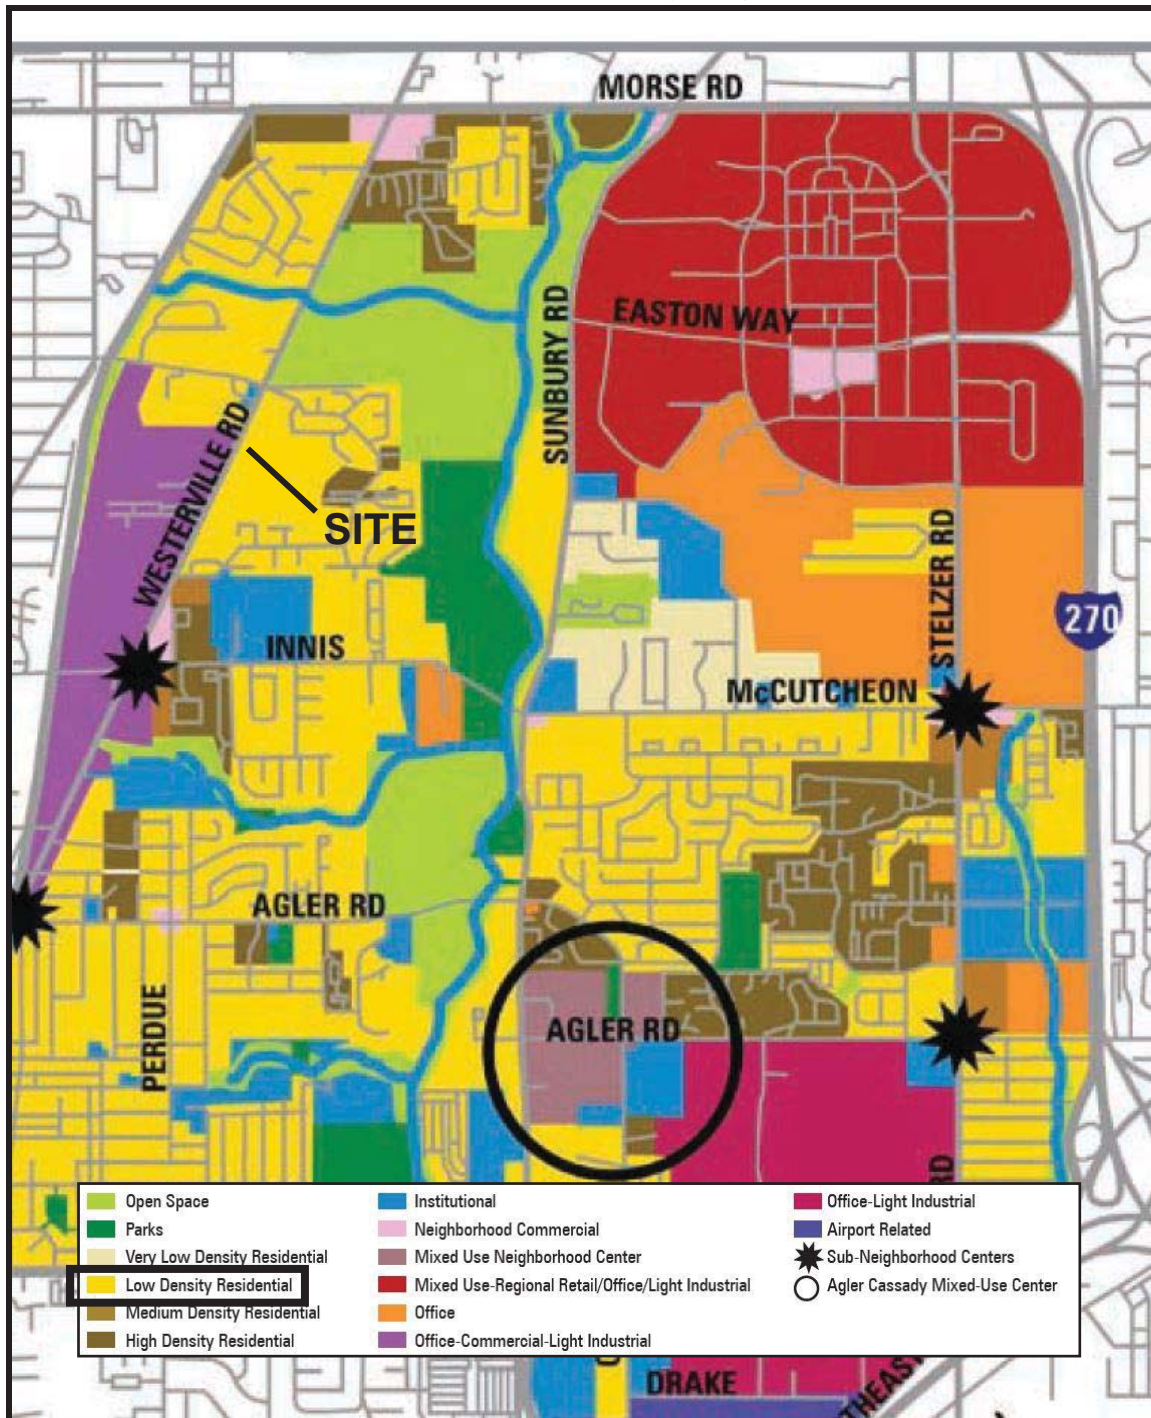 MORSE RD
SUNBURY RD
EASTON WAY
WESTERVILLE RD
SITE
STELZER RD
270
INNIS
McCUTCHEON
AGLER RD
PERDUE
AGLER RD
RD
Open Space
Parks
Very Low Density Residential
Low Density Residential
Medium Density Residential
High Density Residential
Institutional
Neighborhood Commercial
Mixed Use Neighborhood Center
Mixed Use-Regional Retail/Office/Light Industrial
Office
Office-Commercial-Light Industrial
Office-Light Industrial
Airport Related
Sub-Neighborhood Centers
Agler Cassady Mixed-Use Center
DRAKE